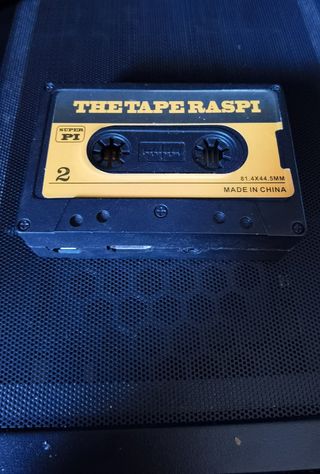 THE TAPE RASPI
SUPER
PI
2
81.4X44.5MM
MADE IN CHINA